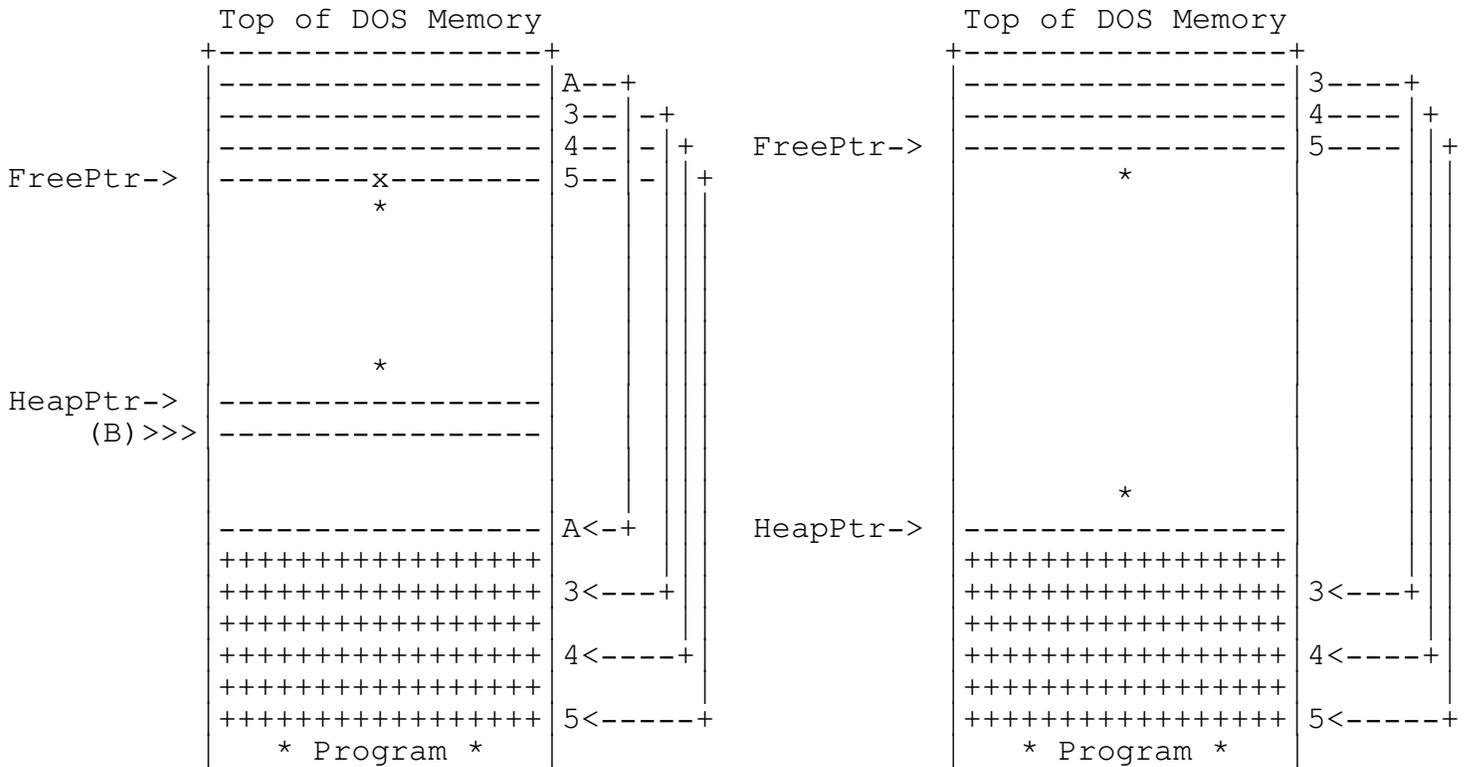 Top of DOS Memory Top of DOS Memory
+-----------------+ +-----------------+
|-----------------| A--+ |-----------------| 3----+
|-----------------| 3-- -+ |-----------------| 4---- +
|-----------------| 4-- - + FreePtr-> |-----------------| 5---- +
FreePtr-> |--------x--------| 5-- - + | * |
| * |
| * |
HeapPtr-> |-----------------|
(B)>>>|-----------------|
| * |
|-----------------| A<-+ HeapPtr-> |-----------------|
|+++++++++++++++++| |+++++++++++++++++|
|+++++++++++++++++| 3<---+ |+++++++++++++++++| 3<---+
|+++++++++++++++++| |+++++++++++++++++|
|+++++++++++++++++| 4<----+ |+++++++++++++++++| 4<----+
|+++++++++++++++++| |+++++++++++++++++|
|+++++++++++++++++| 5<-----+ |+++++++++++++++++| 5<-----+
| * Program * | | * Program * |